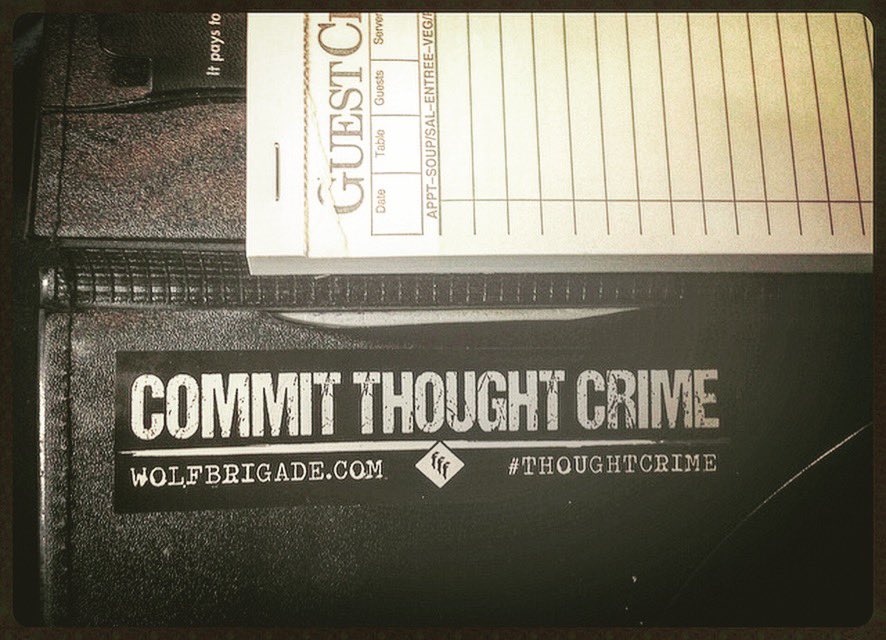 It pays to
GUEST C
Date Table Guests Server
APPT-SOUP/SAL-ENTREE-VEG/
COMMIT THOUGHT CRIME
WOLFBRIGADE.COM fff #THOUGHTCRIME